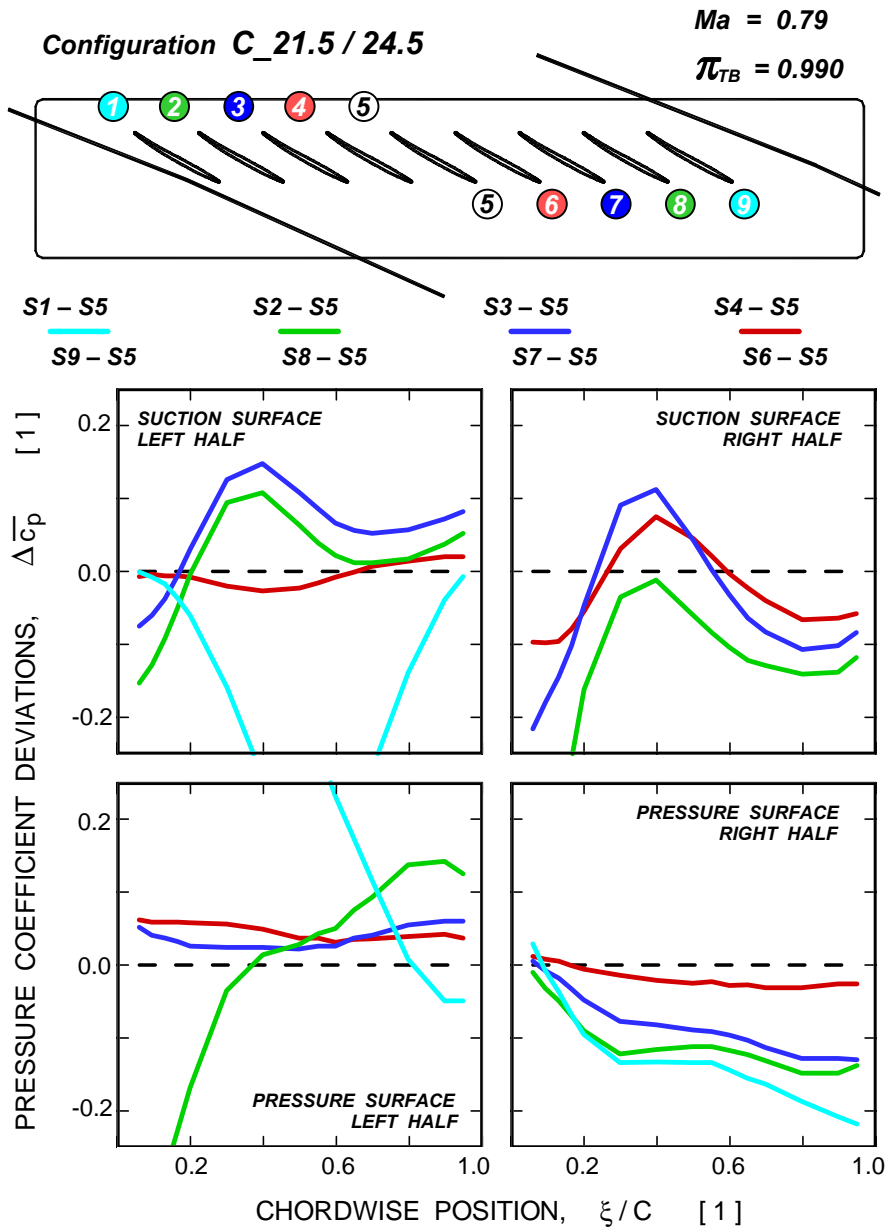 Configuration C_21.5 / 24.5
Ma = 0.79
πTB = 0.990
1 2 3 4 5
5 6 7 8 9
S1 – S5 S2 – S5 S3 – S5 S4 – S5
S9 – S5 S8 – S5 S7 – S5 S6 – S5
PRESSURE COEFFICIENT DEVIATIONS, Δc̅p [ 1 ]
SUCTION SURFACE
LEFT HALF
SUCTION SURFACE
RIGHT HALF
0.2
0.0
-0.2
PRESSURE SURFACE
LEFT HALF
PRESSURE SURFACE
RIGHT HALF
0.2
0.0
-0.2
0.2 0.6 1.0 0.2 0.6 1.0
CHORDWISE POSITION, ξ / C [ 1 ]